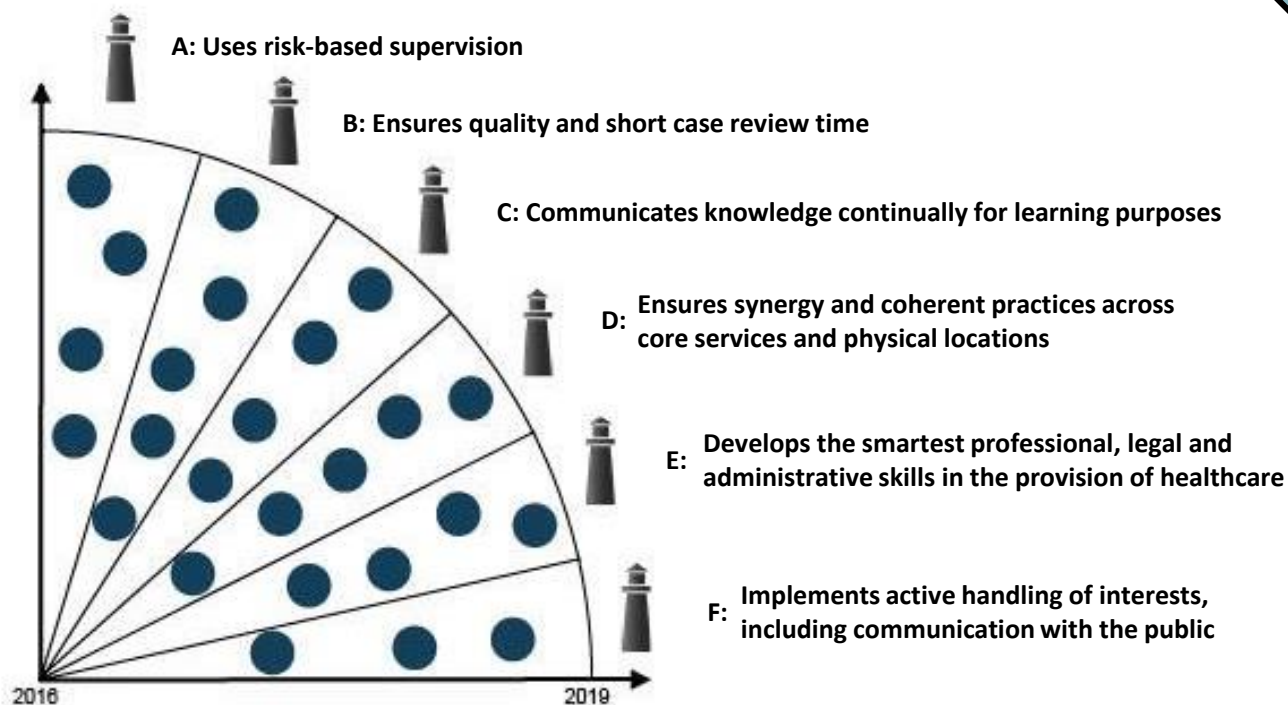 A: Uses risk-based supervision
B: Ensures quality and short case review time
C: Communicates knowledge continually for learning purposes
D: Ensures synergy and coherent practices across
core services and physical locations
E: Develops the smartest professional, legal and
administrative skills in the provision of healthcare
F: Implements active handling of interests,
including communication with the public
2016
2019